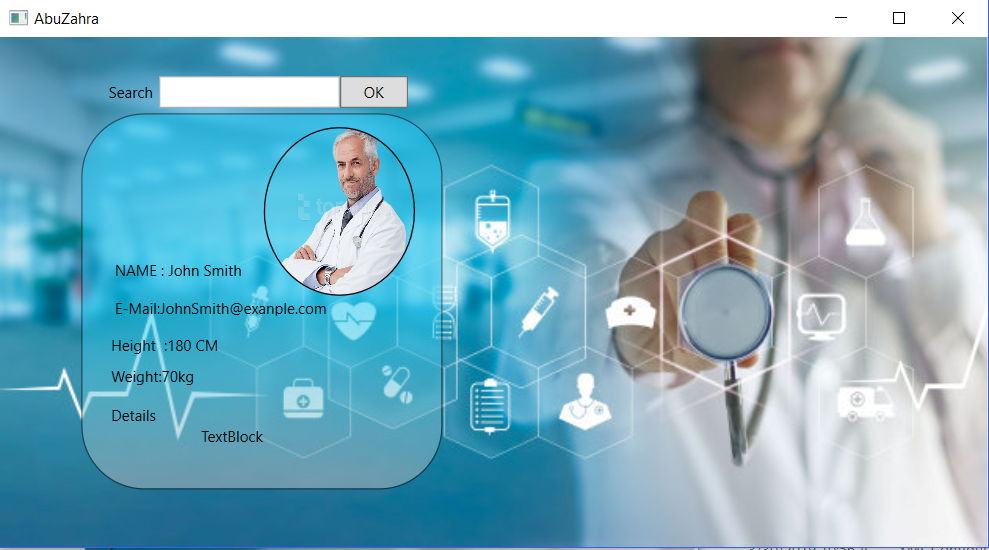 AbuZahra
Search
OK
NAME : John Smith
E-Mail:JohnSmith@exanple.com
Height  :180 CM
Weight:70kg
Details
TextBlock